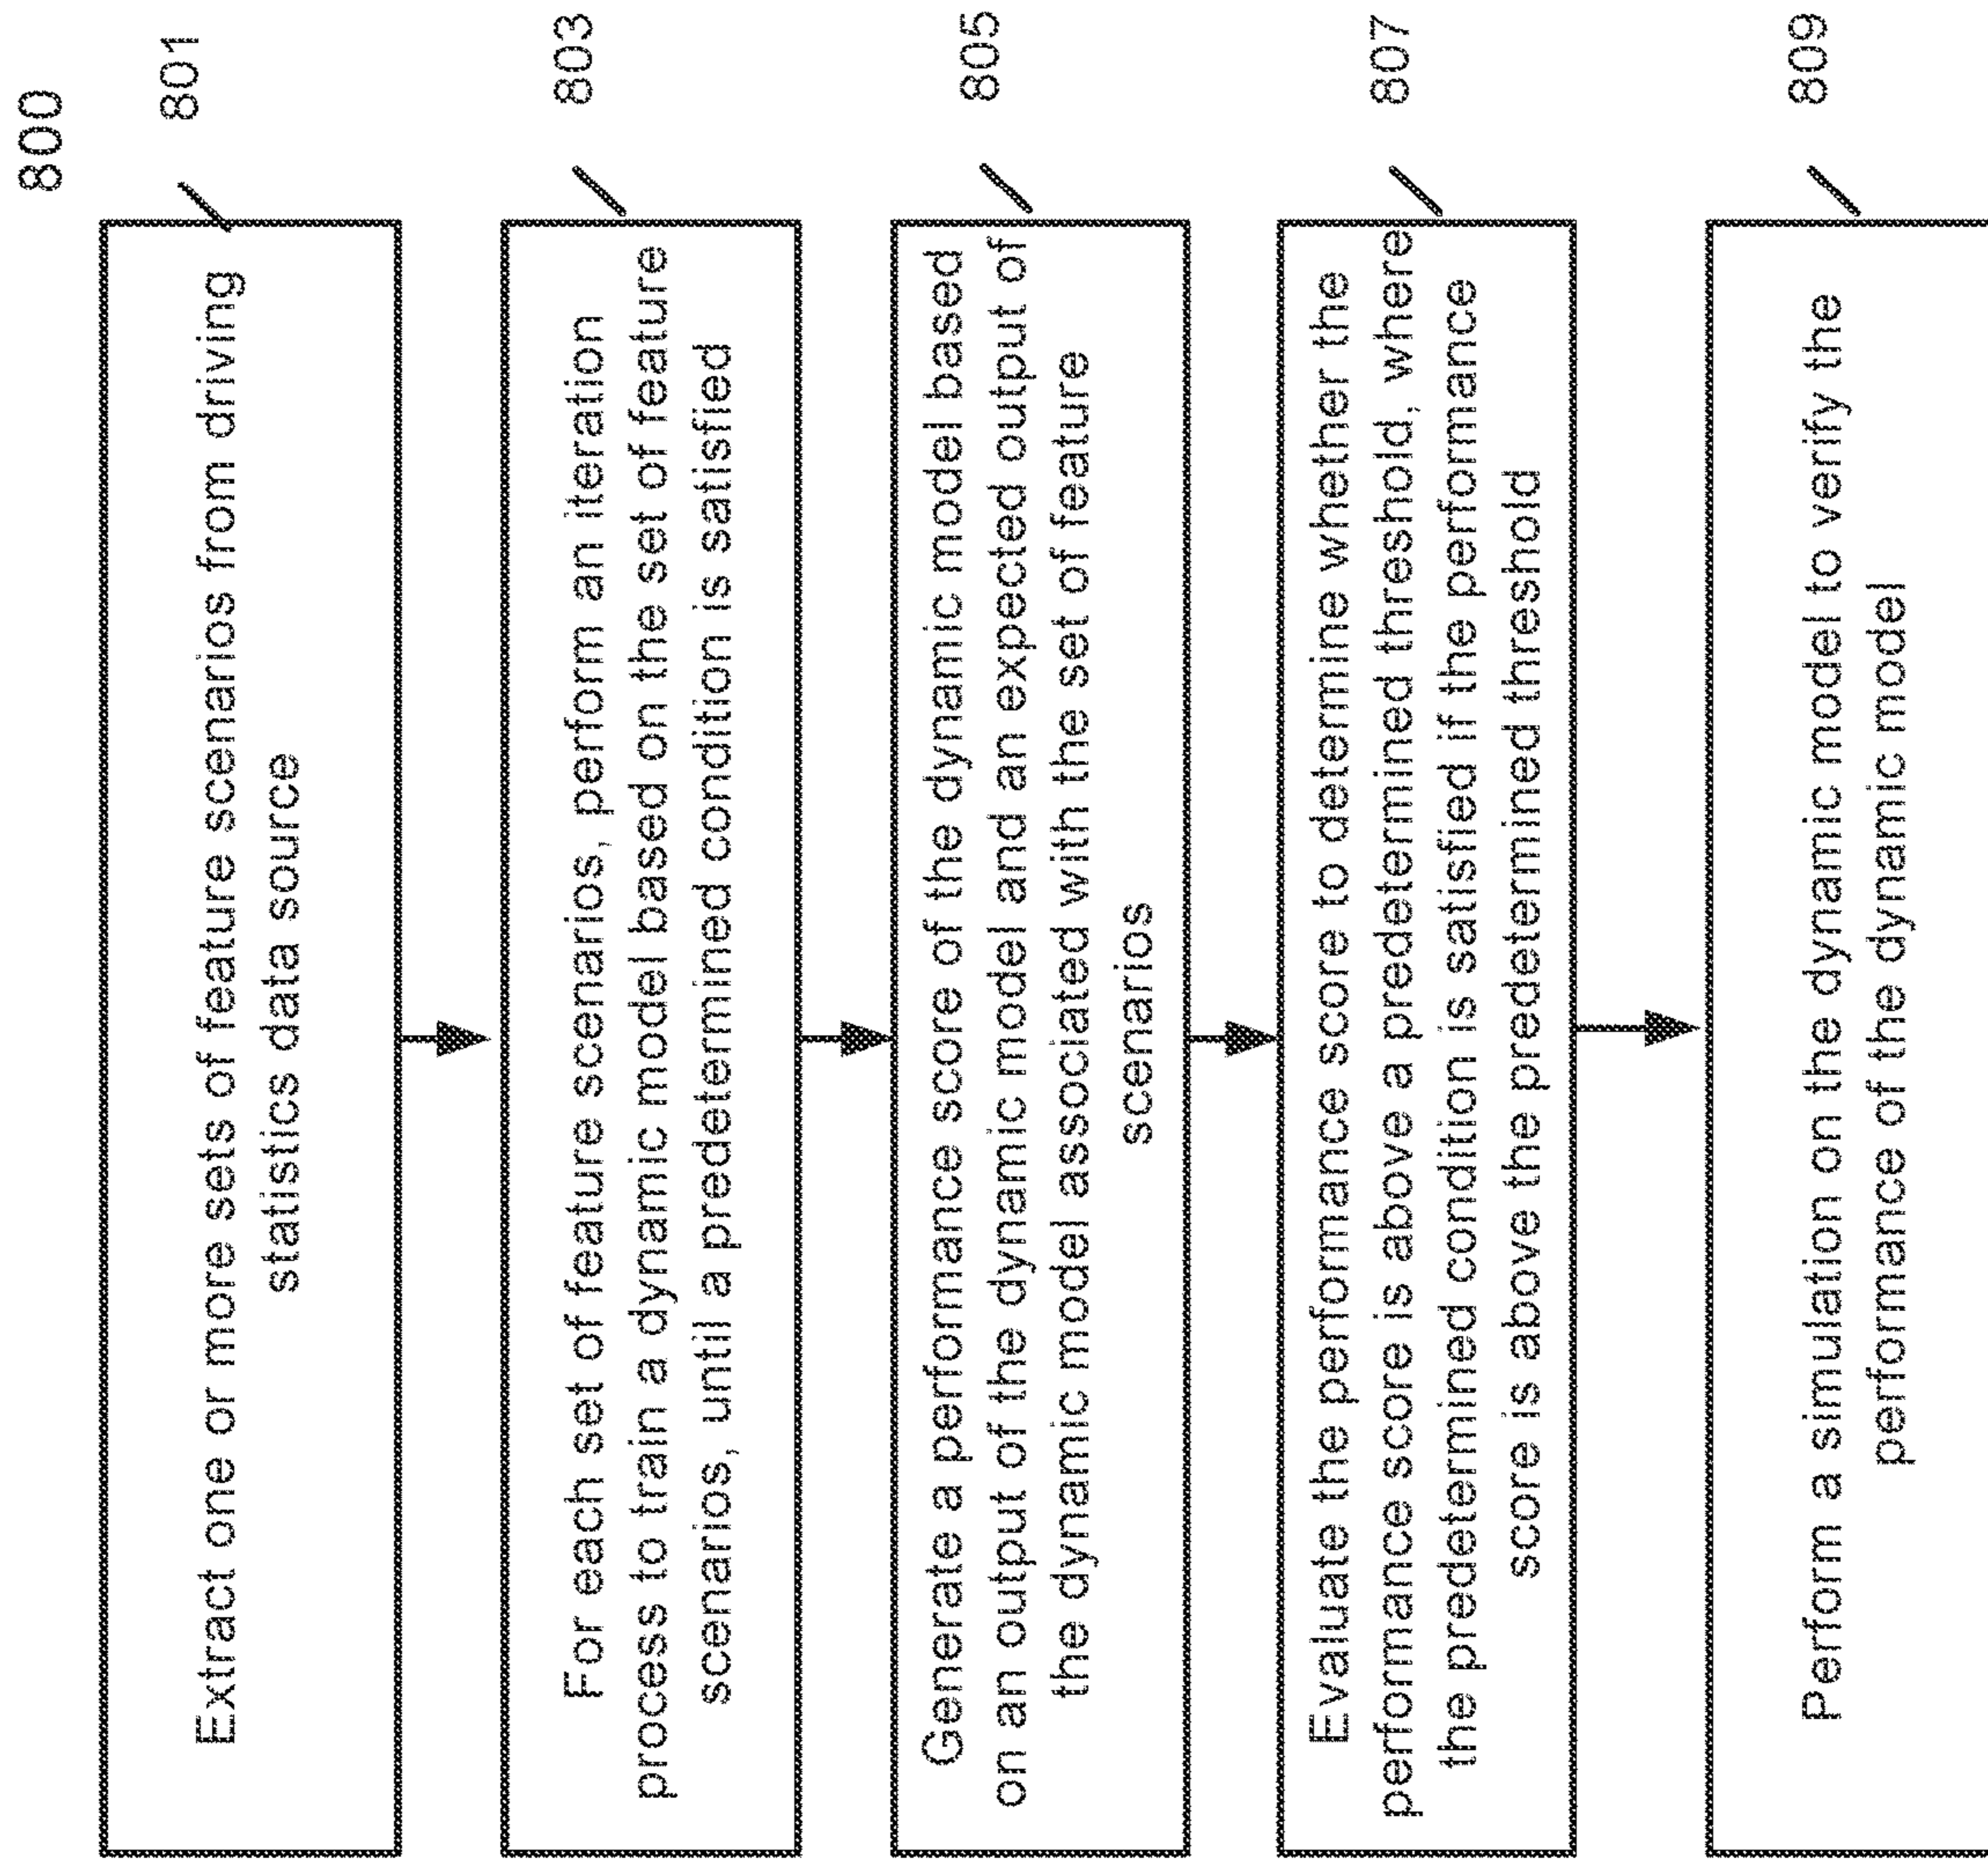 800
801
Extract one or more sets of feature scenarios from driving
statistics data source
803
For each set of feature scenarios, perform an iteration
process to train a dynamic model based on the set of feature
scenarios, until a predetermined condition is satisfied
805
Generate a performance score of the dynamic model based
on an output of the dynamic model and an expected output of
the dynamic model associated with the set of feature
scenarios
807
Evaluate the performance score to determine whether the
performance score is above a predetermined threshold, where
the predetermined condition is satisfied if the performance
score is above the predetermined threshold
809
Perform a simulation on the dynamic model to verify the
performance of the dynamic model